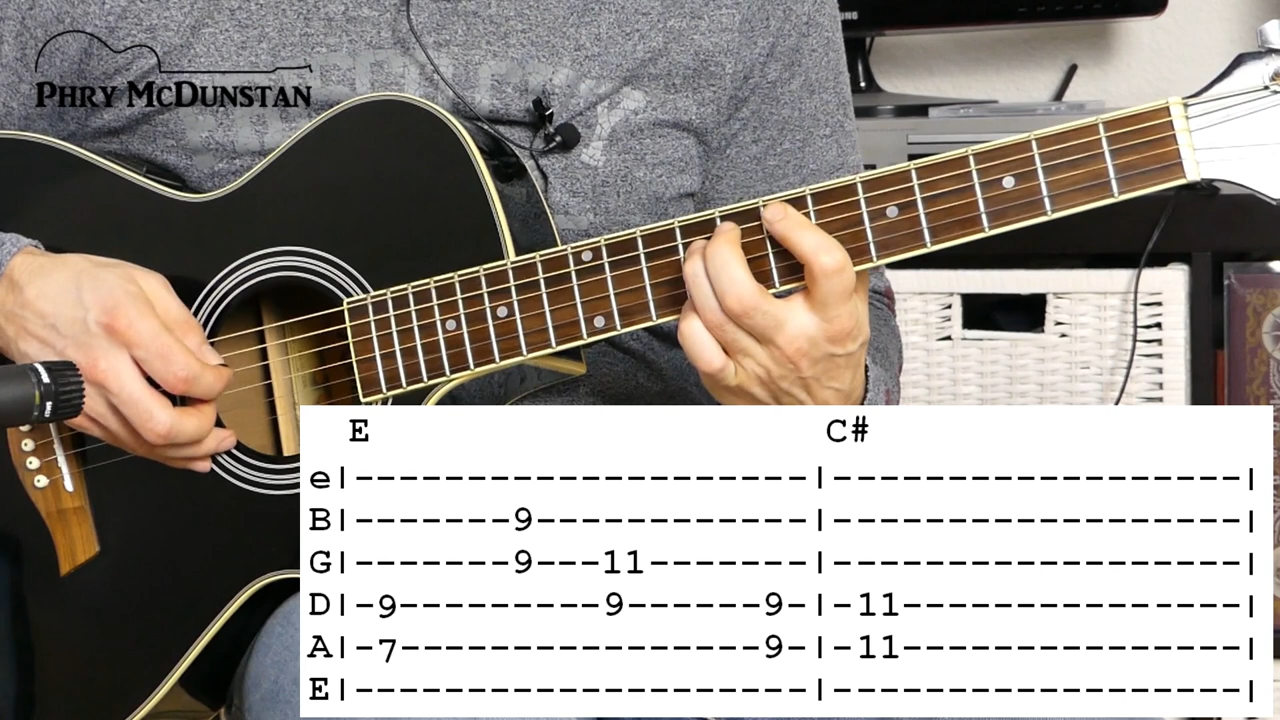 PHRY MCDUNSTAN
E C#
e|--------------------|------------------|
B|-------9------------|------------------|
G|-------9---11-------|------------------|
D|-9---------9------9-|-11---------------|
A|-7----------------9-|-11---------------|
E|--------------------|------------------|